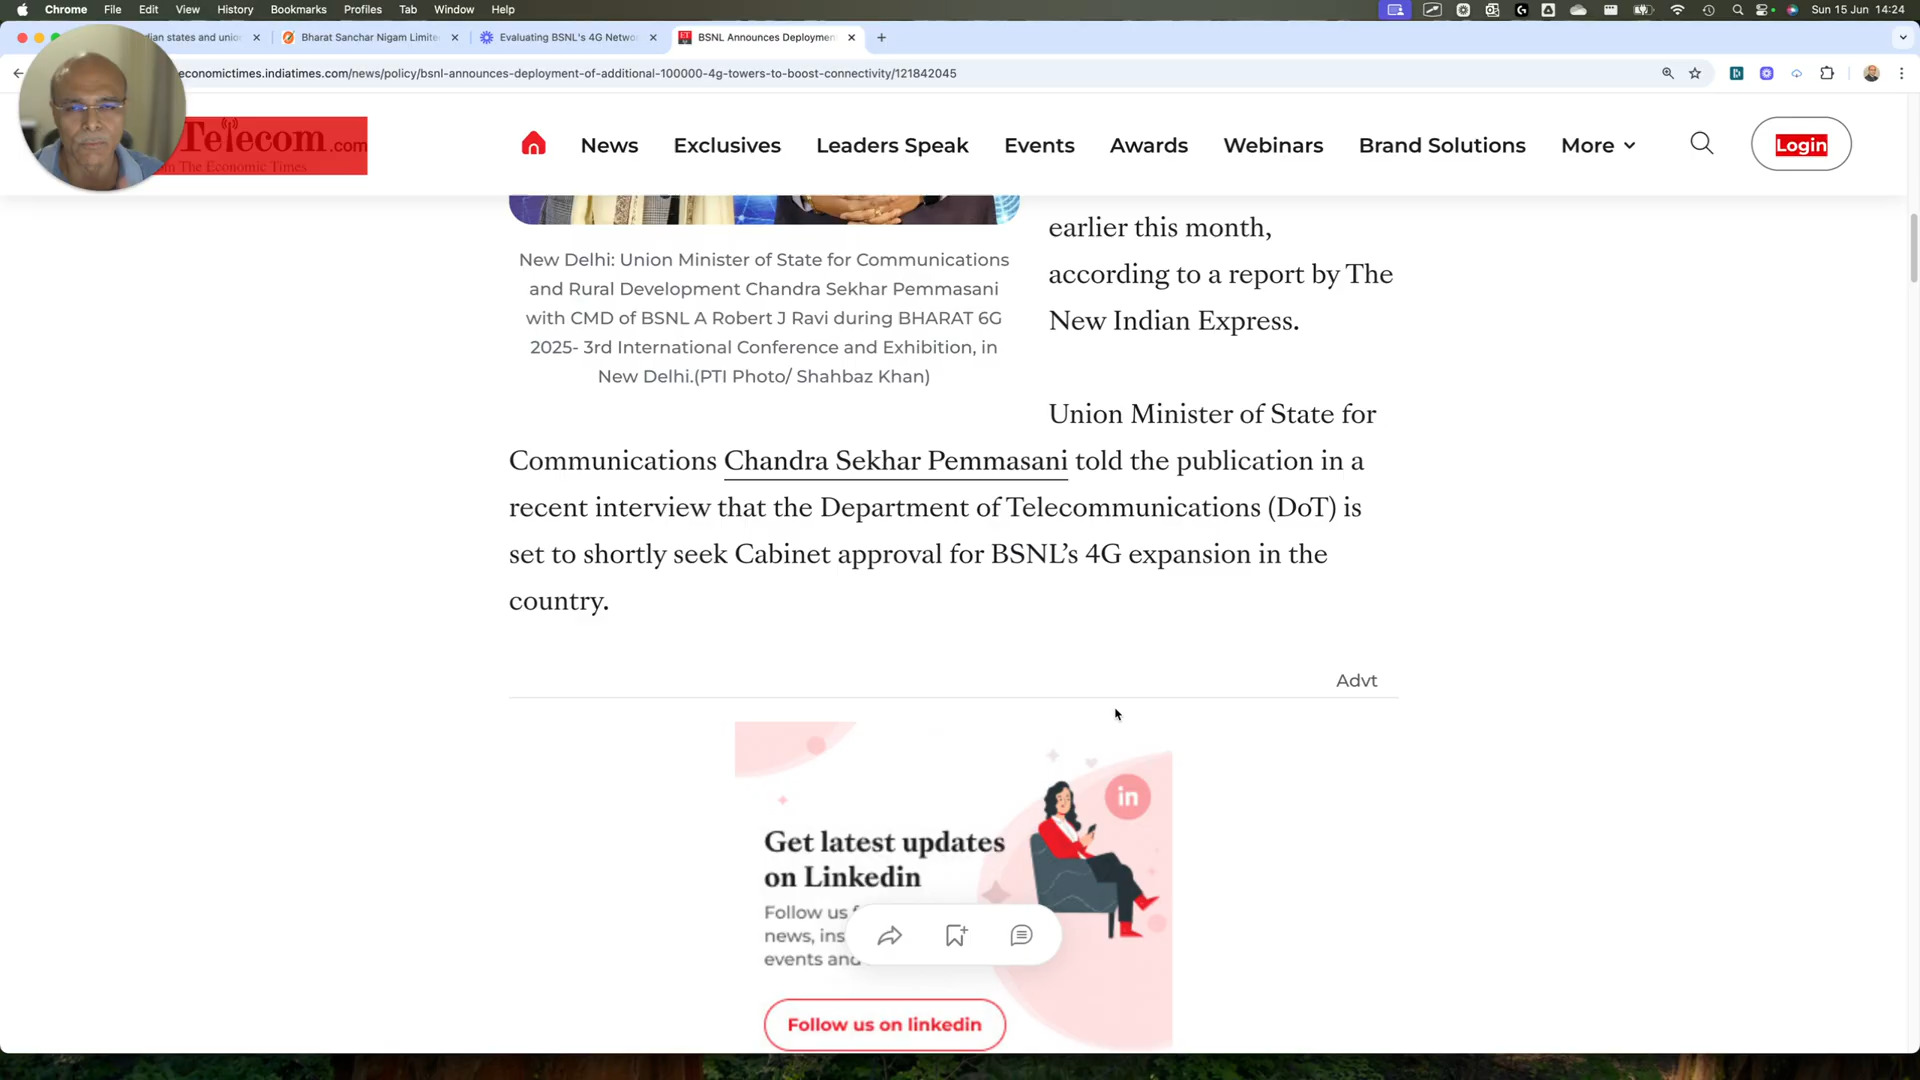 Chrome File Edit View History Bookmarks Profiles Tab Window Help
Sun 15 Jun 14:24
Bharat Sanchar Nigam Limite
Evaluating BSNL's 4G Netwo
BSNL Announces Deploymen
economictimes.indiatimes.com/news/policy/bsnl-announces-deployment-of-additional-100000-4g-towers-to-boost-connectivity/121842045
Telecom.com
The Economic Times
News Exclusives Leaders Speak Events Awards Webinars Brand Solutions More Login
earlier this month,
according to a report by The
New Indian Express.
New Delhi: Union Minister of State for Communications
and Rural Development Chandra Sekhar Pemmasani
with CMD of BSNL A Robert J Ravi during BHARAT 6G
2025- 3rd International Conference and Exhibition, in
New Delhi.(PTI Photo/ Shahbaz Khan)
Union Minister of State for
Communications Chandra Sekhar Pemmasani told the publication in a
recent interview that the Department of Telecommunications (DoT) is
set to shortly seek Cabinet approval for BSNL’s 4G expansion in the
country.
Advt
in
Get latest updates
on Linkedin
Follow us
news, ins
events and
Follow us on linkedin